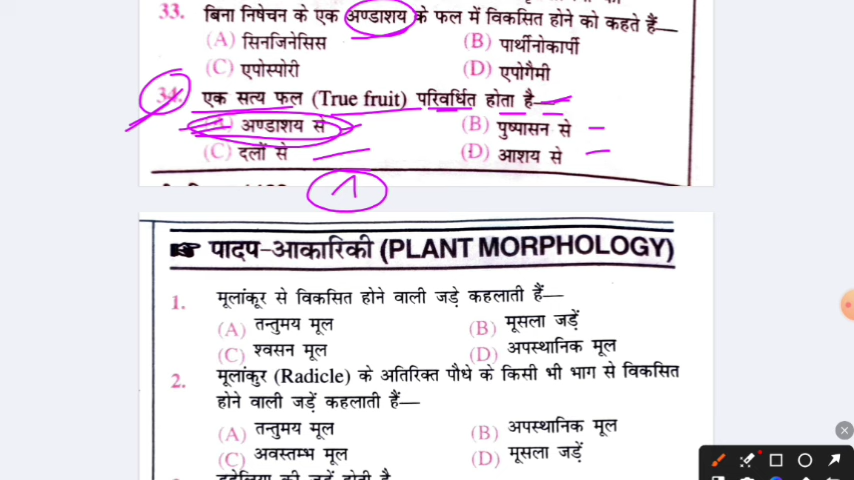 33. बिना निषेचन के एक अण्डाशय के फल में विकसित होने को कहते हैं—
(A) सिनजिनेसिस (B) पार्थीनोकार्पी
(C) एपोस्पोरी (D) एपोगैमी
34. एक सत्य फल (True fruit) परिवर्धित होता है—
अण्डाशय से (B) पुष्पासन से
(C) दलों से (D) आशय से
1
☞ पादप-आकारिकी (PLANT MORPHOLOGY)
1. मूलांकूर से विकसित होने वाली जड़े कहलाती हैं—
(A) तन्तुमय मूल (B) मूसला जड़ें
(C) श्वसन मूल (D) अपस्थानिक मूल
2. मूलांकुर (Radicle) के अतिरिक्त पौधे के किसी भी भाग से विकसित
होने वाली जड़ें कहलाती हैं—
(A) तन्तुमय मूल (B) अपस्थानिक मूल
(C) अवस्तम्भ मूल (D) मूसला जड़ें